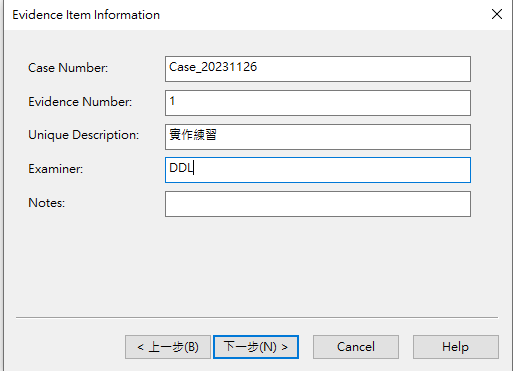 Evidence Item Information
Case Number: Case_20231126
Evidence Number: 1
Unique Description: 實作練習
Examiner: DDL
Notes:
< 上一步(B) 下一步(N) > Cancel Help